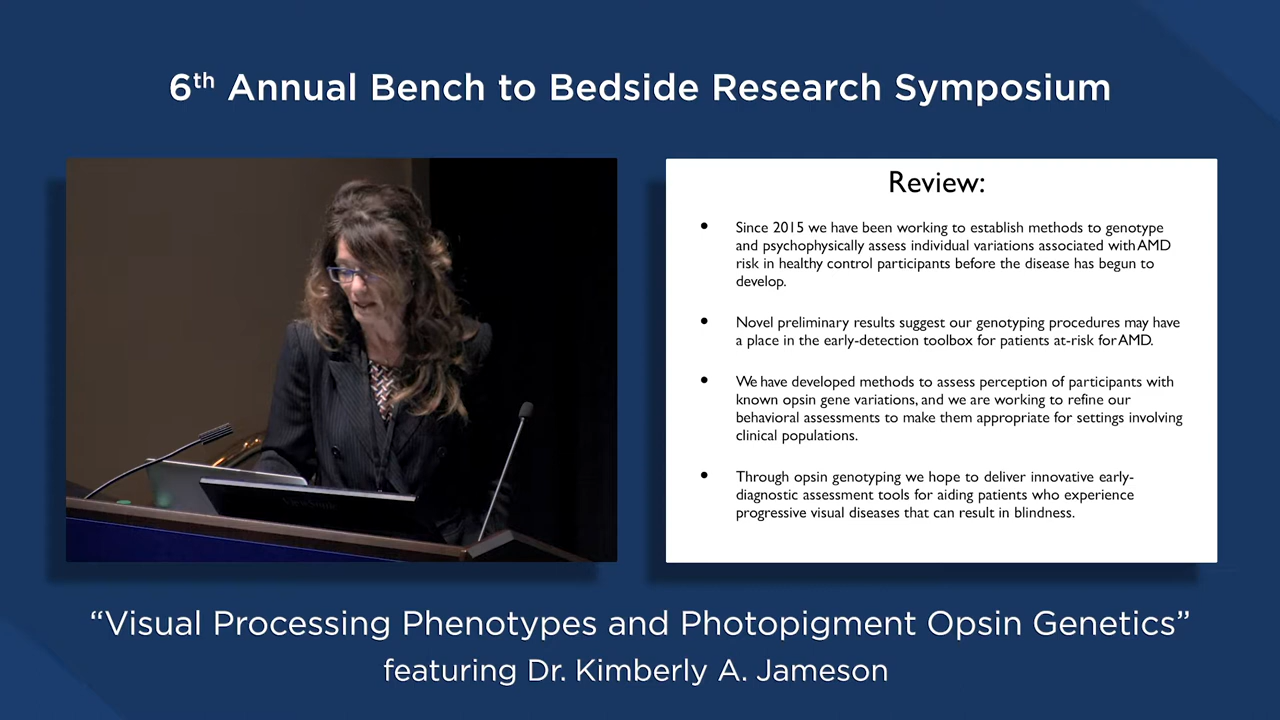 6th Annual Bench to Bedside Research Symposium
Review:
• Since 2015 we have been working to establish methods to genotype
and psychophysically assess individual variations associated with AMD
risk in healthy control participants before the disease has begun to
develop.
• Novel preliminary results suggest our genotyping procedures may have
a place in the early-detection toolbox for patients at-risk for AMD.
• We have developed methods to assess perception of participants with
known opsin gene variations, and we are working to refine our
behavioral assessments to make them appropriate for settings involving
clinical populations.
• Through opsin genotyping we hope to deliver innovative early-
diagnostic assessment tools for aiding patients who experience
progressive visual diseases that can result in blindness.
“Visual Processing Phenotypes and Photopigment Opsin Genetics”
featuring Dr. Kimberly A. Jameson